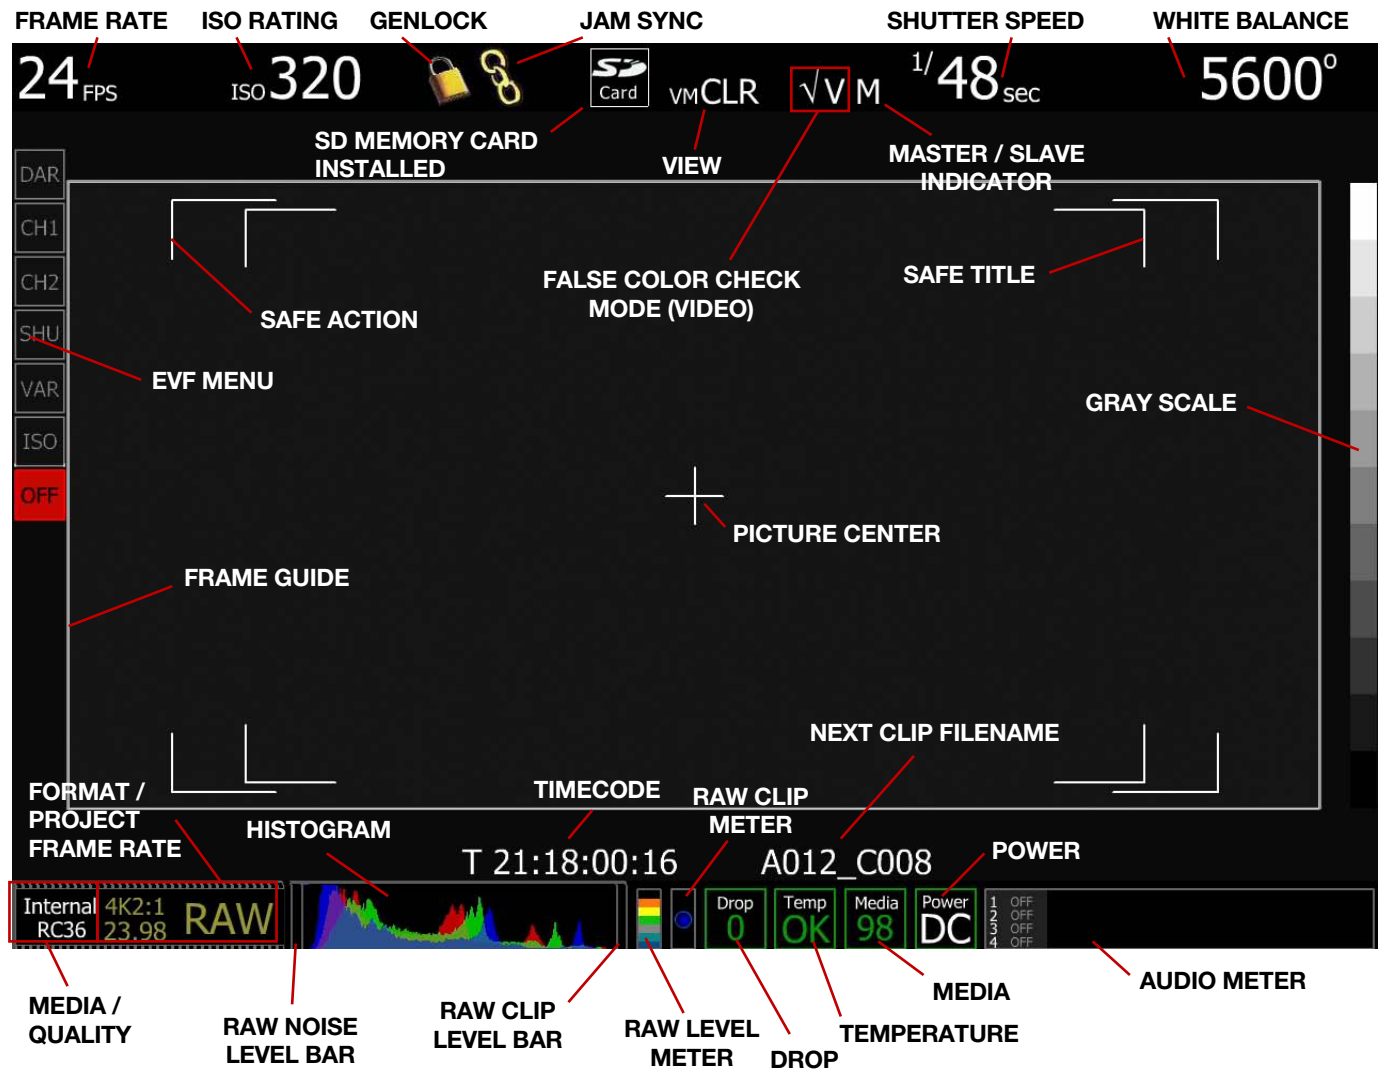 FRAME RATE
ISO RATING
GENLOCK
JAM SYNC
SHUTTER SPEED
WHITE BALANCE
24 FPS
ISO 320
SD
Card
VM CLR
√ V M
1/48 sec
5600°
SD MEMORY CARD
INSTALLED
VIEW
MASTER / SLAVE
INDICATOR
DAR
CH1
CH2
SHU
VAR
ISO
OFF
SAFE ACTION
FALSE COLOR CHECK
MODE (VIDEO)
SAFE TITLE
EVF MENU
GRAY SCALE
PICTURE CENTER
FRAME GUIDE
NEXT CLIP FILENAME
FORMAT /
PROJECT
FRAME RATE
HISTOGRAM
TIMECODE
RAW CLIP
METER
POWER
T 21:18:00:16
A012_C008
Internal
RC36
4K2:1
23.98
RAW
Drop
0
Temp
OK
Media
98
Power
DC
1 OFF
2 OFF
3 OFF
4 OFF
MEDIA /
QUALITY
RAW NOISE
LEVEL BAR
RAW CLIP
LEVEL BAR
RAW LEVEL
METER
DROP
TEMPERATURE
MEDIA
AUDIO METER